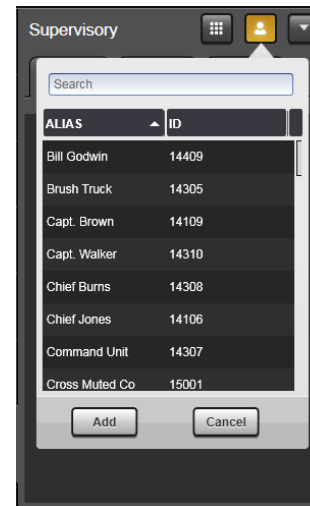 Supervisory
Search
ALIAS ID
Bill Godwin 14409
Brush Truck 14305
Capt. Brown 14109
Capt. Walker 14310
Chief Burns 14308
Chief Jones 14106
Command Unit 14307
Cross Muted Co 15001
Add Cancel